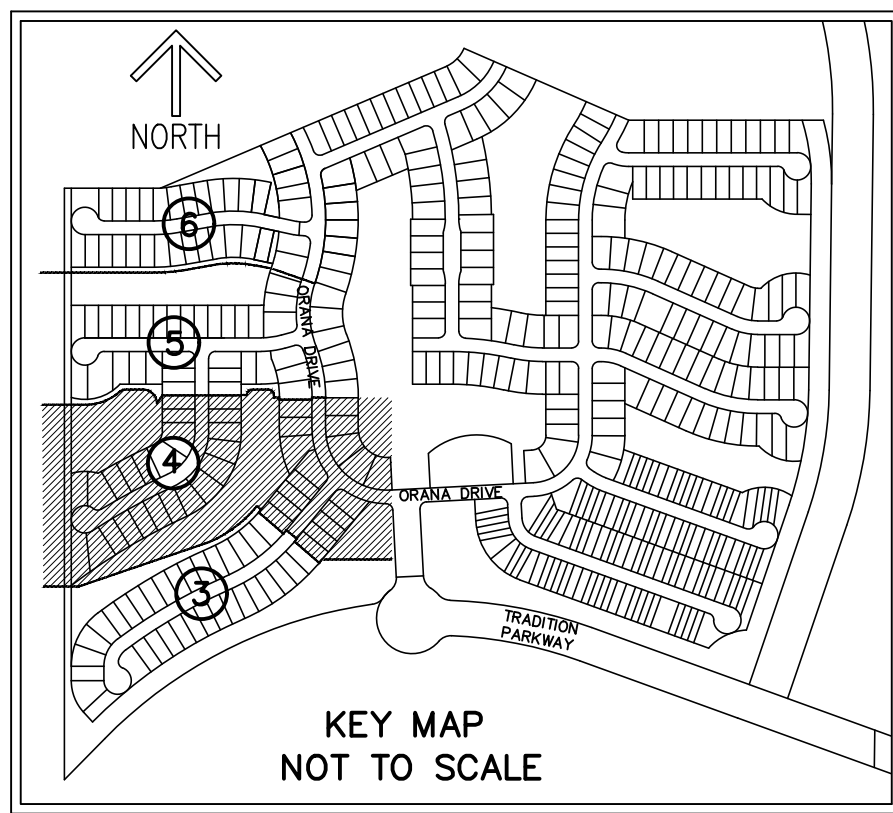 NORTH
6
ORANA DRIVE
5
4
ORANA DRIVE
3
TRADITION
PARKWAY
KEY MAP
NOT TO SCALE